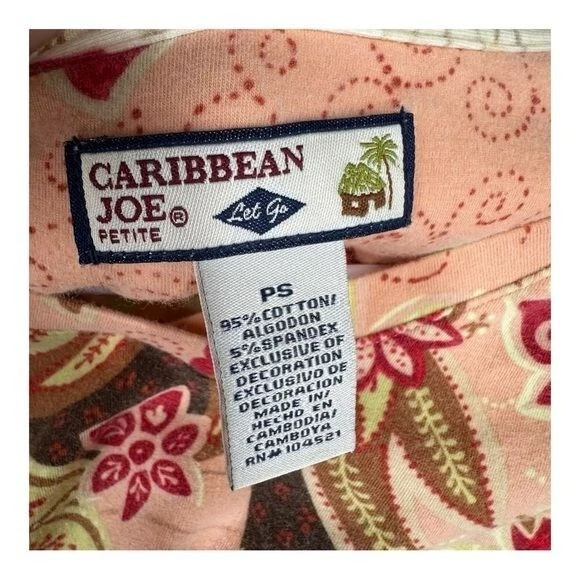 CARIBBEAN
JOE®
Let Go
PETITE
PS
95% COTTON/
ALGODON
5% SPANDEX
EXCLUSIVE OF
DECORATION
EXCLUSIVO DE
DECORACION
MADE IN/
HECHO EN
CAMBODIA/
CAMBOYA
RN# 104521